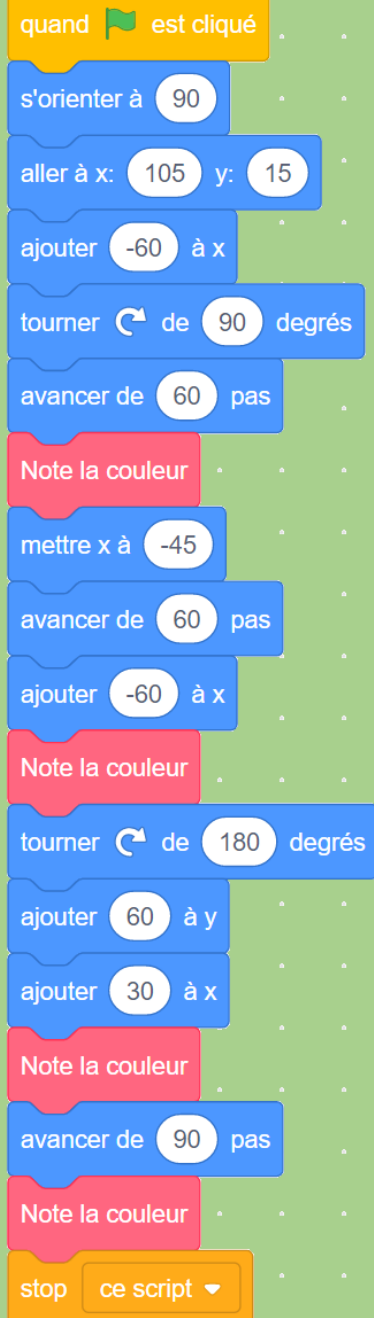 quand est cliqué
s'orienter à 90
aller à x: 105 y: 15
ajouter -60 à x
tourner de 90 degrés
avancer de 60 pas
Note la couleur
mettre x à -45
avancer de 60 pas
ajouter -60 à x
Note la couleur
tourner de 180 degrés
ajouter 60 à y
ajouter 30 à x
Note la couleur
avancer de 90 pas
Note la couleur
stop ce script